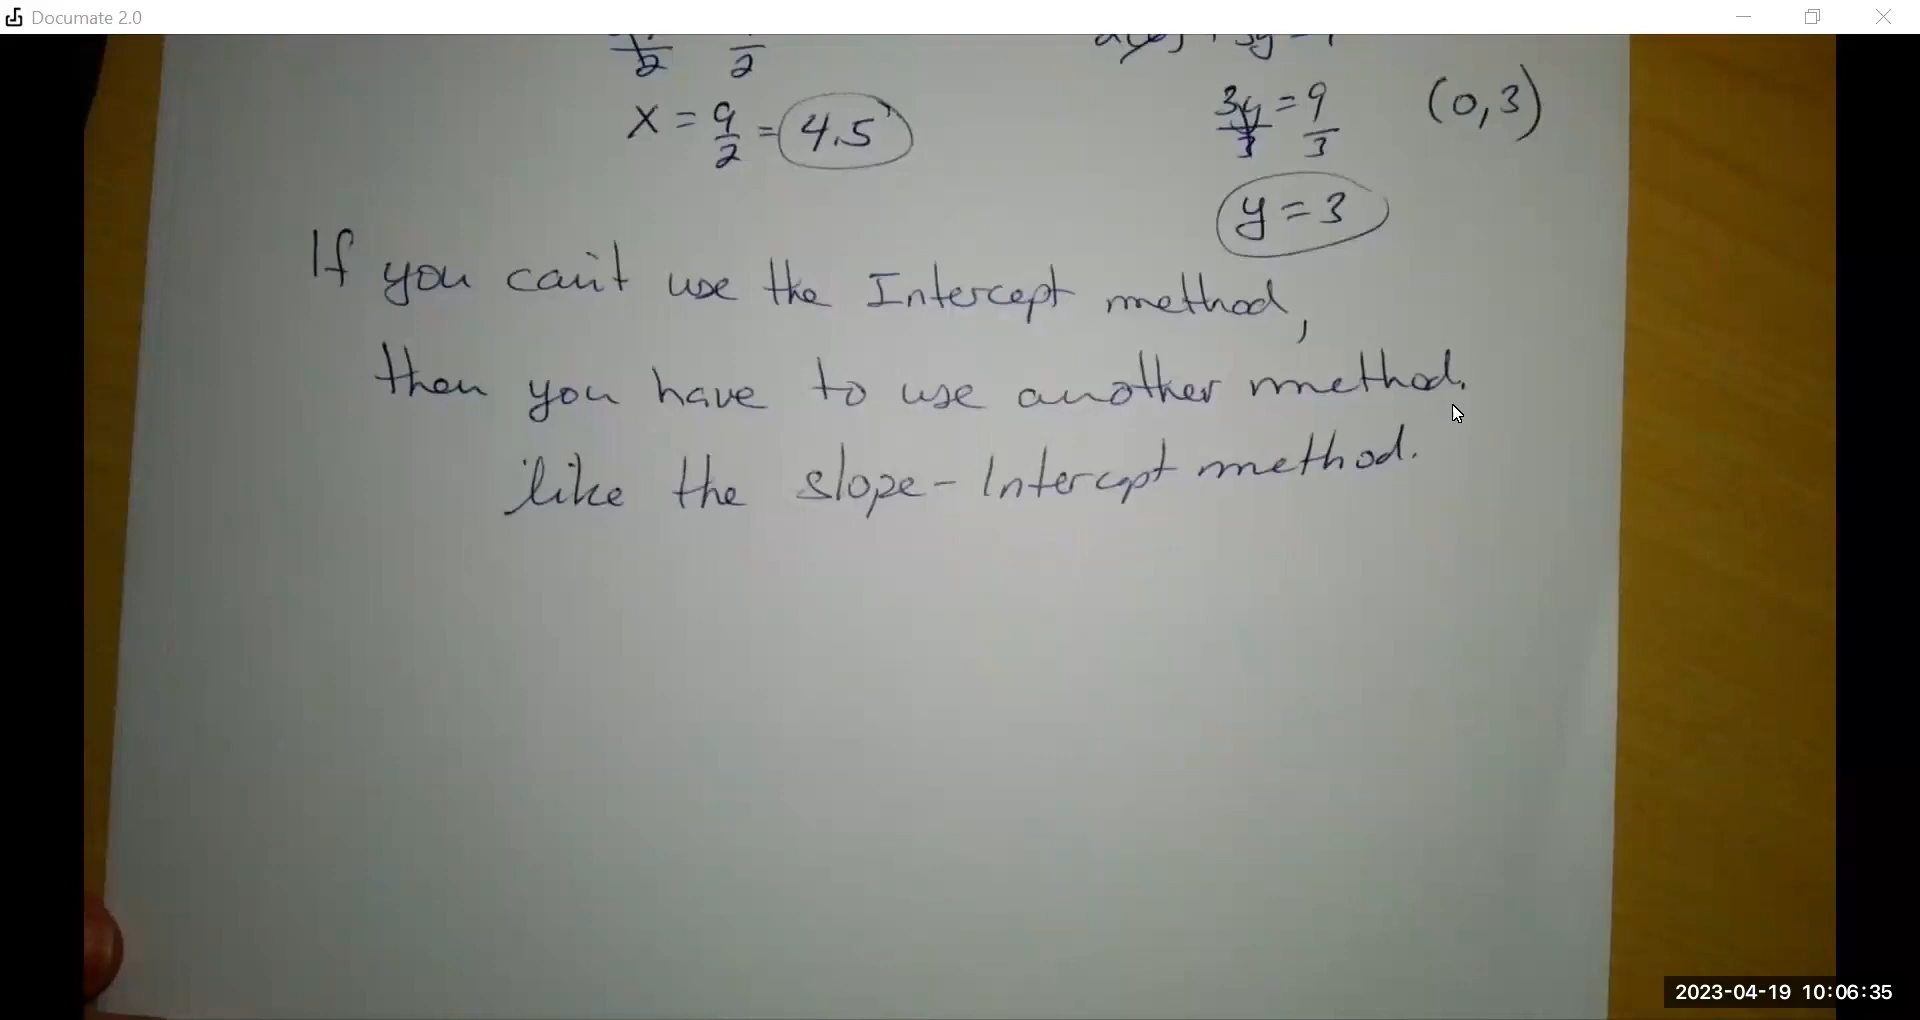 Documate 2.0
2 2
x = 9/2 = 4.5
3y/3 = 9/3 (0,3)
y = 3
If you can't use the Intercept method,
then you have to use another method.
like the slope-Intercept method.
2023-04-19 10:06:35